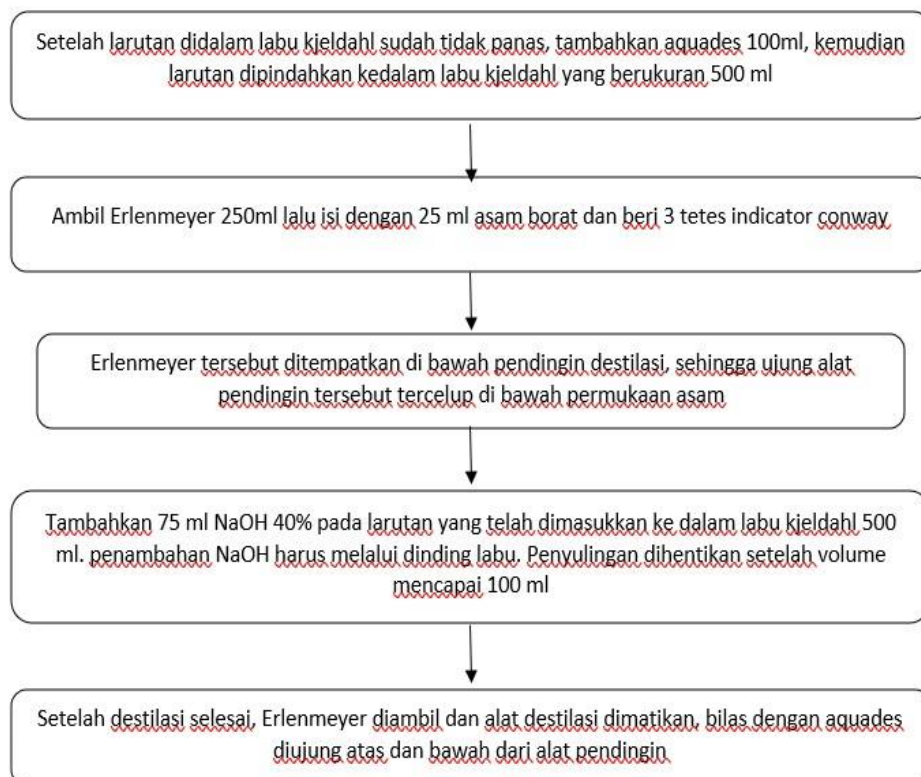 Setelah larutan didalam labu kjeldahl sudah tidak panas, tambahkan aquades 100ml, kemudian
larutan dipindahkan kedalam labu kjeldahl yang berukuran 500 ml
Ambil Erlenmeyer 250ml lalu isi dengan 25 ml asam borat dan beri 3 tetes indicator conway
Erlenmeyer tersebut ditempatkan di bawah pendingin destilasi, sehingga ujung alat
pendingin tersebut tercelup di bawah permukaan asam
Tambahkan 75 ml NaOH 40% pada larutan yang telah dimasukkan ke dalam labu kjeldahl 500
ml. penambahan NaOH harus melalui dinding labu. Penyulingan dihentikan setelah volume
mencapai 100 ml
Setelah destilasi selesai, Erlenmeyer diambil dan alat destilasi dimatikan, bilas dengan aquades
diujung atas dan bawah dari alat pendingin